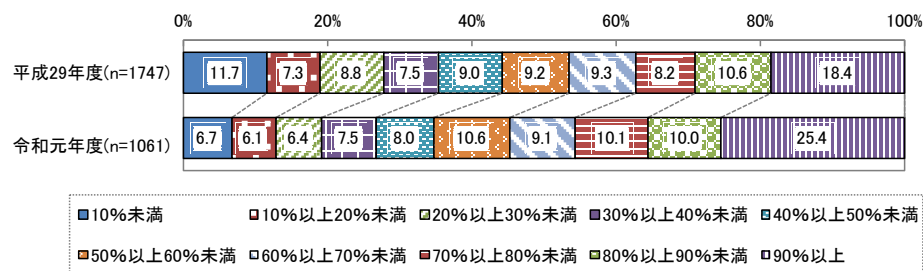 0% 20% 40% 60% 80% 100%
平成29年度(n=1747) 11.7 7.3 8.8 7.5 9.0 9.2 9.3 8.2 10.6 18.4
令和元年度(n=1061) 6.7 6.1 6.4 7.5 8.0 10.6 9.1 10.1 10.0 25.4
10%未満 10%以上20%未満 20%以上30%未満 30%以上40%未満 40%以上50%未満
50%以上60%未満 60%以上70%未満 70%以上80%未満 80%以上90%未満 90%以上